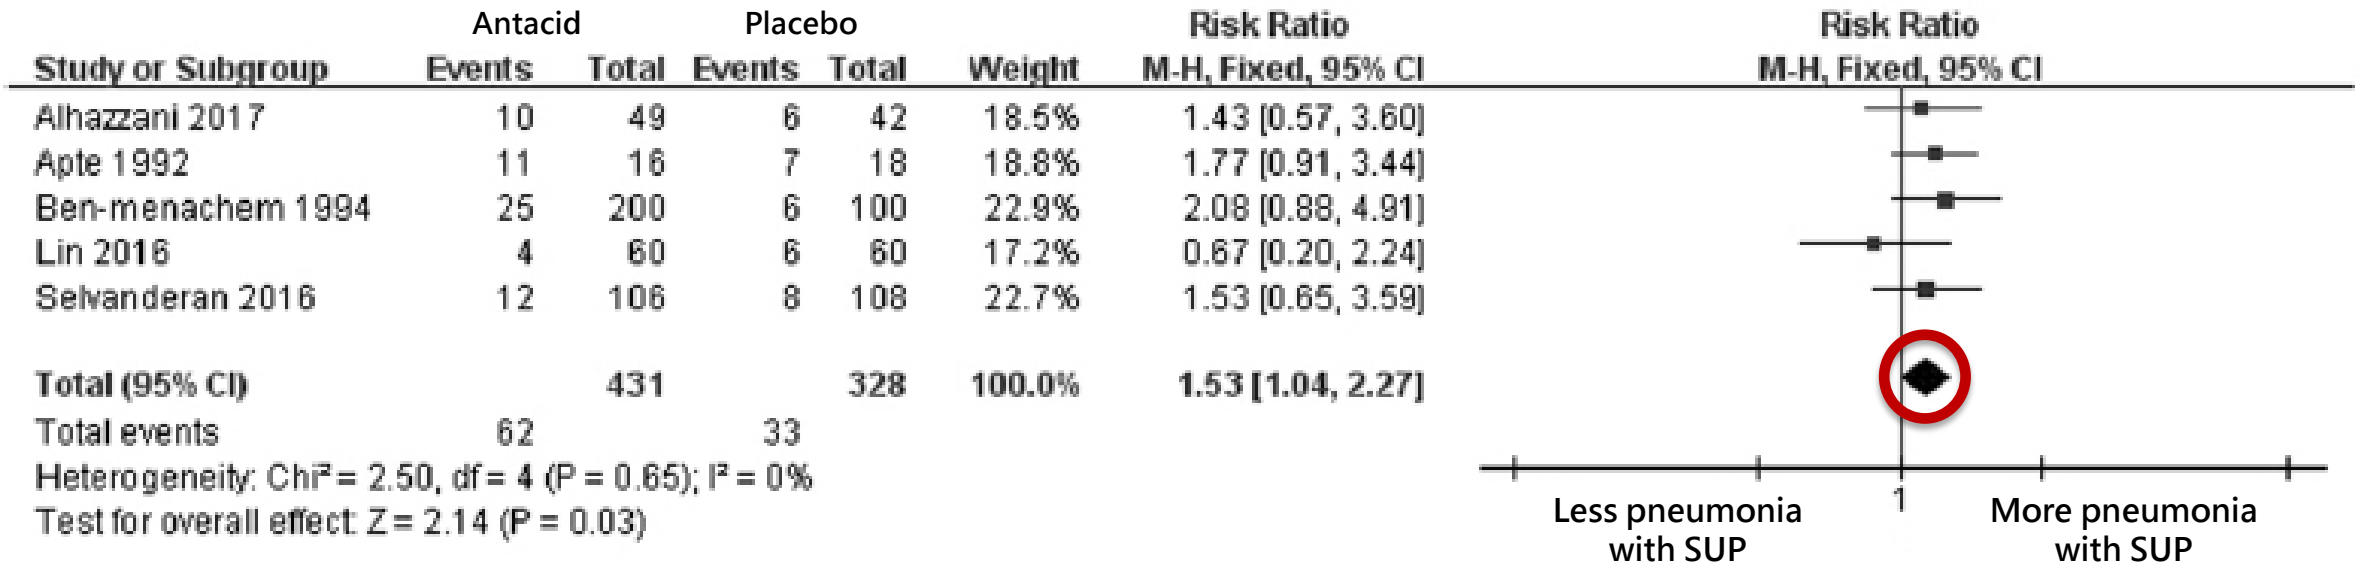 Antacid Placebo Risk Ratio Risk Ratio
Study or Subgroup Events Total Events Total Weight M-H, Fixed, 95% CI M-H, Fixed, 95% CI
Alhazzani 2017 10 49 6 42 18.5% 1.43 [0.57, 3.60]
Apte 1992 11 16 7 18 18.8% 1.77 [0.91, 3.44]
Ben-menachem 1994 25 200 6 100 22.9% 2.08 [0.88, 4.91]
Lin 2016 4 60 6 60 17.2% 0.67 [0.20, 2.24]
Selvanderan 2016 12 106 8 108 22.7% 1.53 [0.65, 3.59]
Total (95% CI) 431 328 100.0% 1.53 [1.04, 2.27]
Total events 62 33
Heterogeneity: Chi² = 2.50, df = 4 (P = 0.65); I² = 0%
Test for overall effect: Z = 2.14 (P = 0.03)
1
Less pneumonia More pneumonia
with SUP with SUP